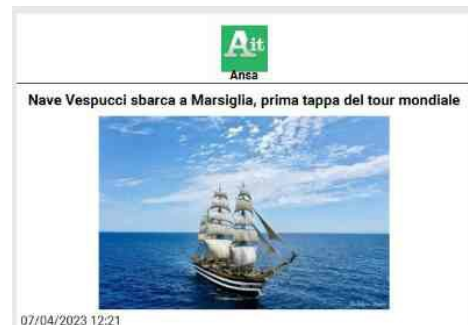 Ait
Ansa
Nave Vespucci sbarca a Marsiglia, prima tappa del tour mondiale
07/04/2023 12:21